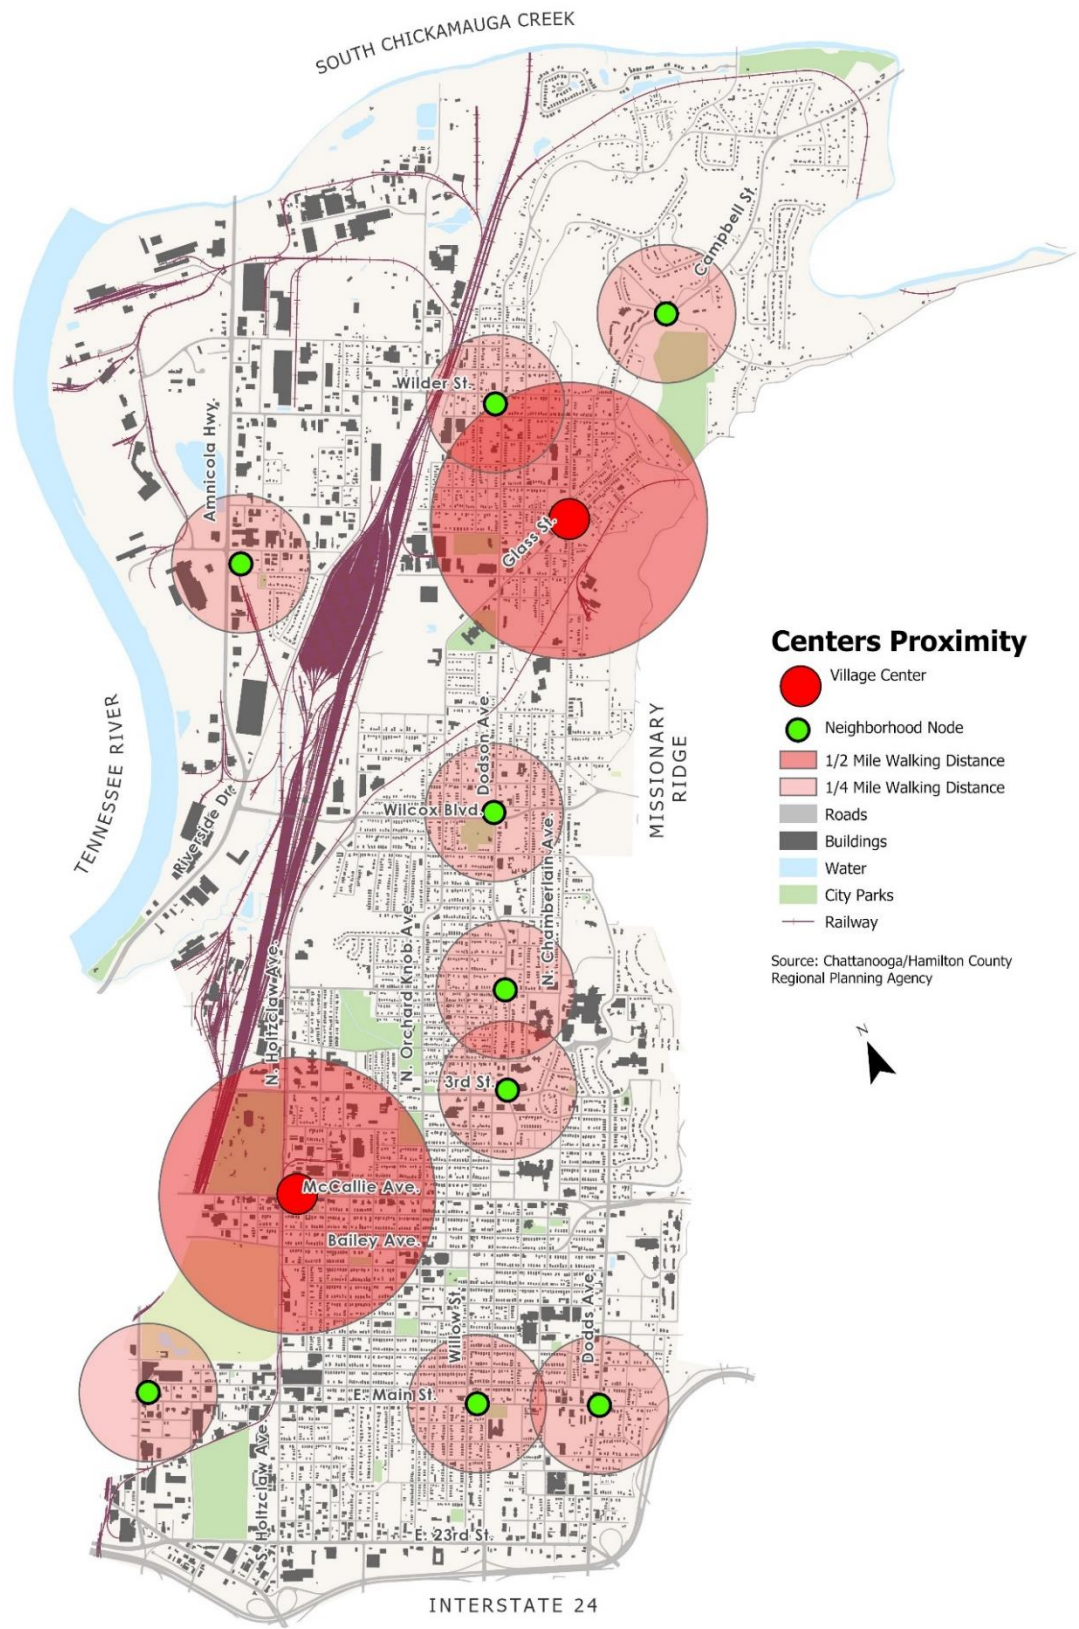 SOUTH CHICKAMAUGA CREEK
Campbell St.
Wilder St.
Amnicola Hwy.
Glass St.
Centers Proximity
Village Center
Neighborhood Node
1/2 Mile Walking Distance
1/4 Mile Walking Distance
Roads
Buildings
Water
City Parks
Railway
Source: Chattanooga/Hamilton County
Regional Planning Agency
N
TENNESSEE RIVER
MISSIONARY
RIDGE
Dodson Ave.
Wilcox Blvd.
Riverside Dr.
N. Chamberlain Ave.
N. Orchard Knob Ave.
N. Holtzclaw Ave.
3rd St.
McCallie Ave.
Bailey Ave.
Willow St.
Dodds Ave.
E. Main St.
S. Holtzclaw Ave.
E. 23rd St.
INTERSTATE 24